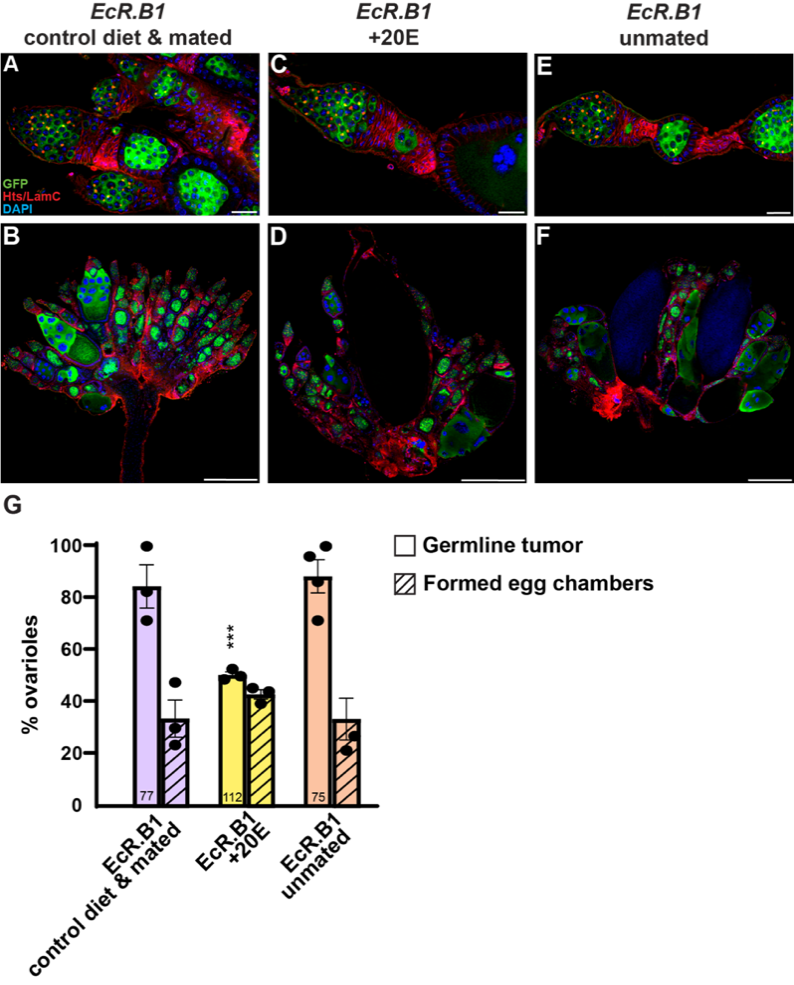 EcR.B1
control diet & mated
EcR.B1
+20E
EcR.B1
unmated
A
C
E
GFP
Hts/LamC
DAPI
B
D
F
G
% ovarioles
100
80
60
40
20
0
***
77
112
75
Germline tumor
Formed egg chambers
EcR.B1
control diet & mated
EcR.B1
+20E
EcR.B1
unmated